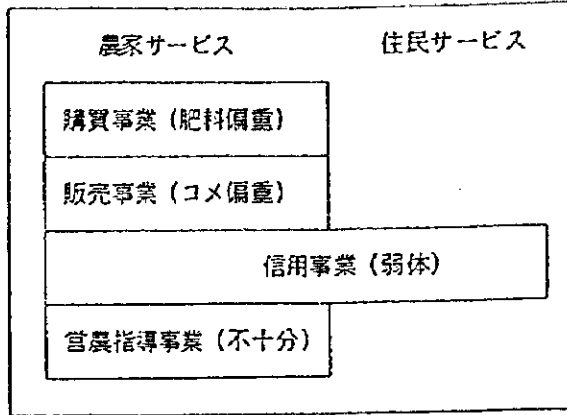 農家サービス 住民サービス
購買事業(肥料偏重)
販売事業(コメ偏重)
信用事業(弱体)
営農指導事業(不十分)